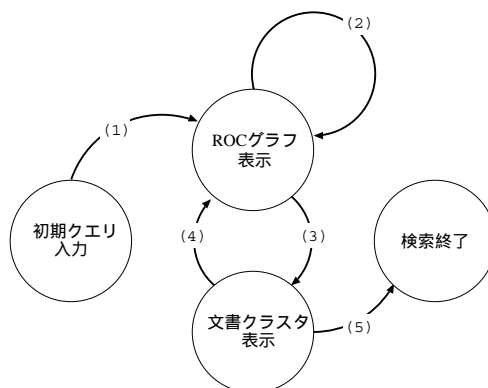 (2)
(1)
ROCグラフ
表示
初期クエリ
入力
(4)
(3)
検索終了
文書クラスタ
表示
(5)